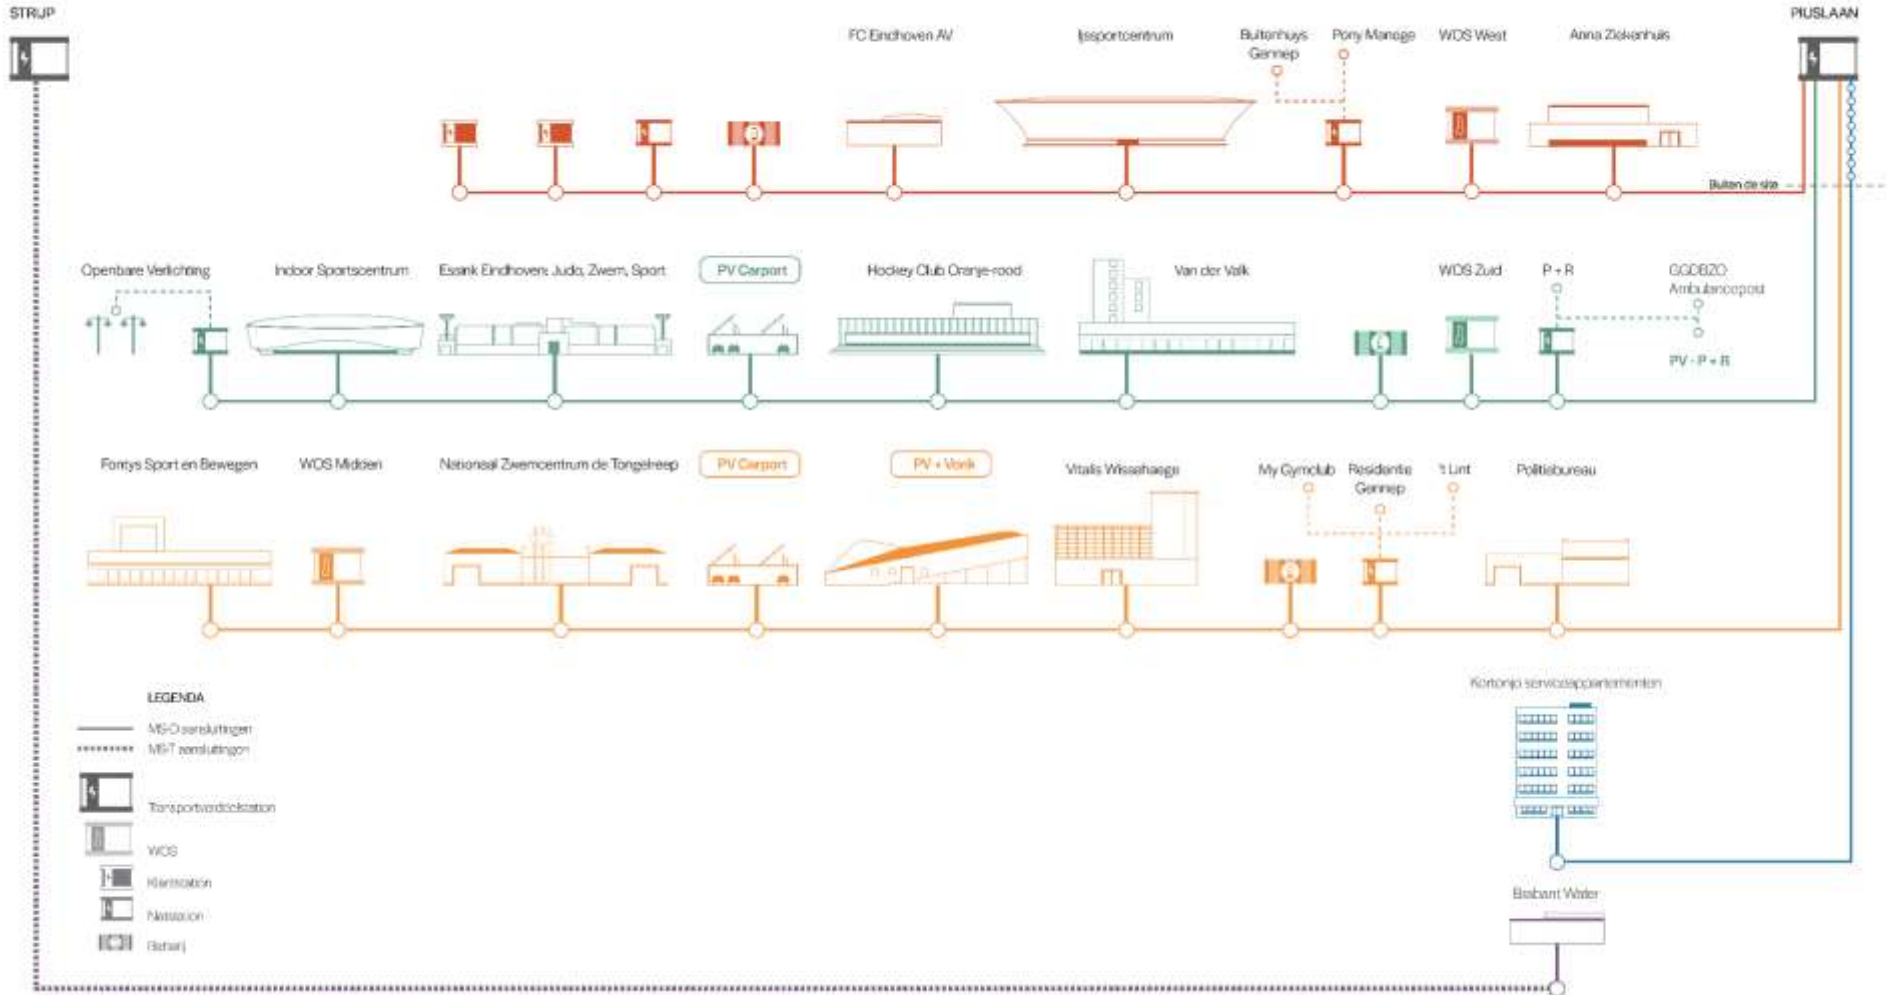 STRIJP
PIUSLAAN
FC Eindhoven AV
Ijssportcentrum
Buitenhuys
Gennep
Pony Manege
WOS West
Anna Ziekenhuis
Buiten de site
Openbare Verlichting
Indoor Sportscentrum
Essink Eindhoven: Judo, Zwem, Sport
PV Carport
Hockey Club Oranje-rood
Van der Valk
WOS Zuid
P + R
GGDBZO
Ambulancepost
PV - P + R
Fontys Sport en Bewegen
WOS Midden
Nationaal Zwemcentrum de Tongelreep
PV Carport
PV + Vonk
Vitalis Wissehaege
My Gymclub
Residentie
Gennep
't Lint
Politiebureau
Kortonjo serviceappartementen
LEGENDA
MS-D aansluitingen
MS-T aansluitingen
Transportverdeelstation
WOS
Klantstation
Netstation
Batterij
Brabant Water